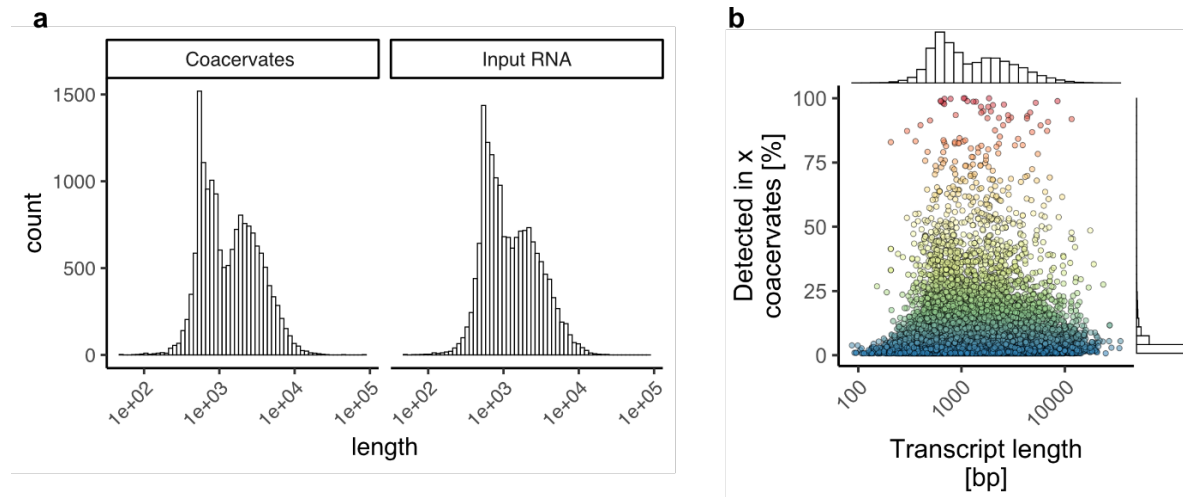 a
Coacervates
Input RNA
1500
1000
500
0
count
1e+02
1e+03
1e+04
1e+05
1e+02
1e+03
1e+04
1e+05
length
b
100
75
50
25
0
Detected in x
coacervates [%]
100
1000
10000
Transcript length
[bp]